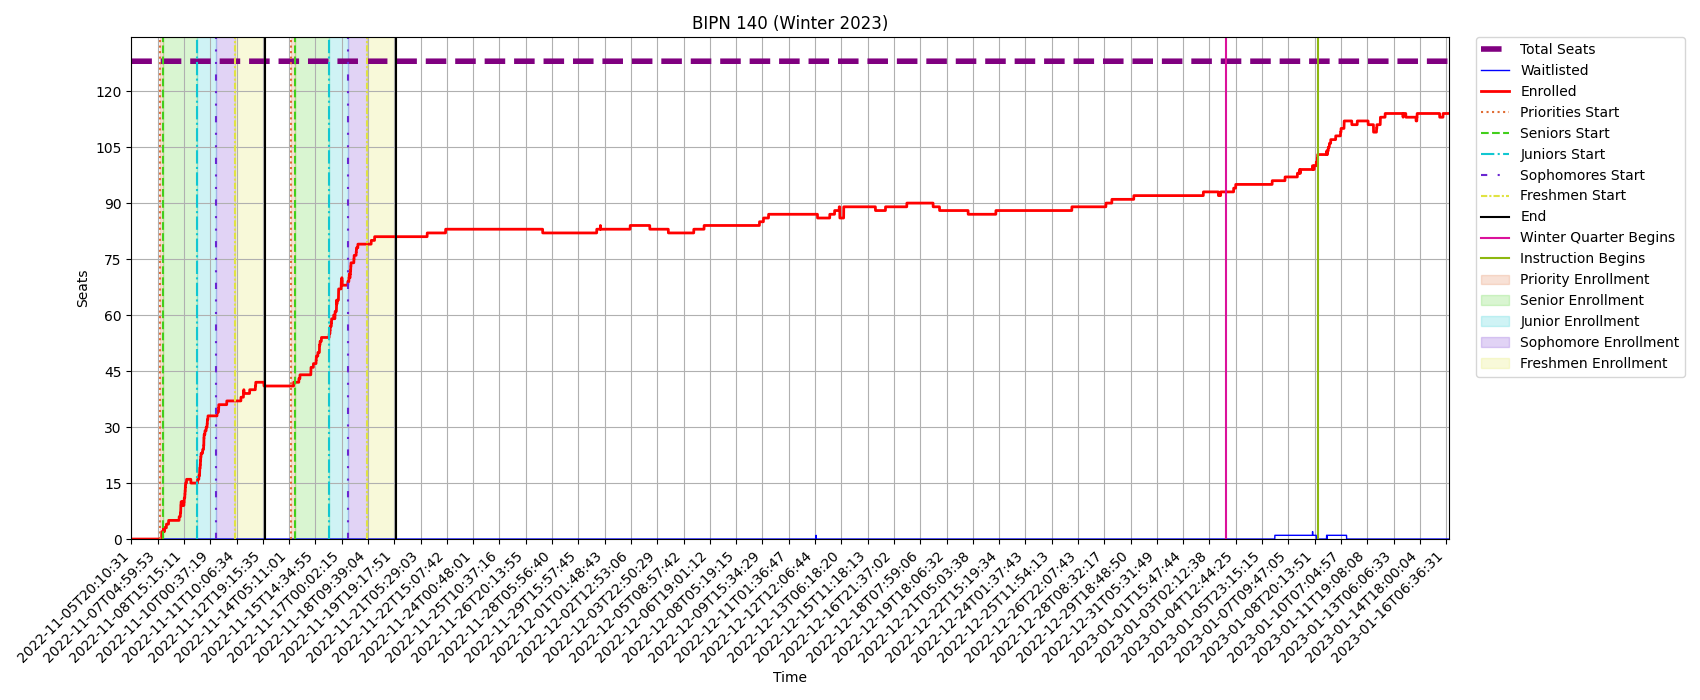 BIPN 140 (Winter 2023)
Seats
120
105
90
75
60
45
30
15
0
2022-11-05T20:10:31
2022-11-07T04:59:53
2022-11-08T15:15:11
2022-11-10T00:37:19
2022-11-11T10:06:34
2022-11-12T19:15:35
2022-11-14T05:11:01
2022-11-15T14:34:55
2022-11-17T00:02:15
2022-11-18T09:39:04
2022-11-19T19:17:51
2022-11-21T05:29:03
2022-11-22T15:07:42
2022-11-24T00:48:01
2022-11-25T10:37:16
2022-11-26T20:13:55
2022-11-28T05:56:40
2022-11-29T15:57:45
2022-12-01T01:48:43
2022-12-02T12:53:06
2022-12-03T22:50:29
2022-12-05T08:57:42
2022-12-06T19:01:12
2022-12-08T05:19:15
2022-12-09T15:34:29
2022-12-11T01:36:47
2022-12-12T12:06:44
2022-12-13T06:18:20
2022-12-15T11:18:13
2022-12-16T21:37:02
2022-12-18T07:59:06
2022-12-19T18:06:32
2022-12-21T05:03:38
2022-12-22T15:19:34
2022-12-24T01:37:43
2022-12-25T11:54:13
2022-12-26T22:07:43
2022-12-28T08:32:17
2022-12-29T18:48:50
2022-12-31T05:31:49
2023-01-01T15:47:44
2023-01-03T02:12:38
2023-01-04T12:44:25
2023-01-05T23:15:15
2023-01-07T09:47:05
2023-01-08T20:13:51
2023-01-10T07:04:57
2023-01-11T19:08:08
2023-01-13T06:06:33
2023-01-14T18:00:04
2023-01-16T06:36:31
Time
Total Seats
Waitlisted
Enrolled
Priorities Start
Seniors Start
Juniors Start
Sophomores Start
Freshmen Start
End
Winter Quarter Begins
Instruction Begins
Priority Enrollment
Senior Enrollment
Junior Enrollment
Sophomore Enrollment
Freshmen Enrollment